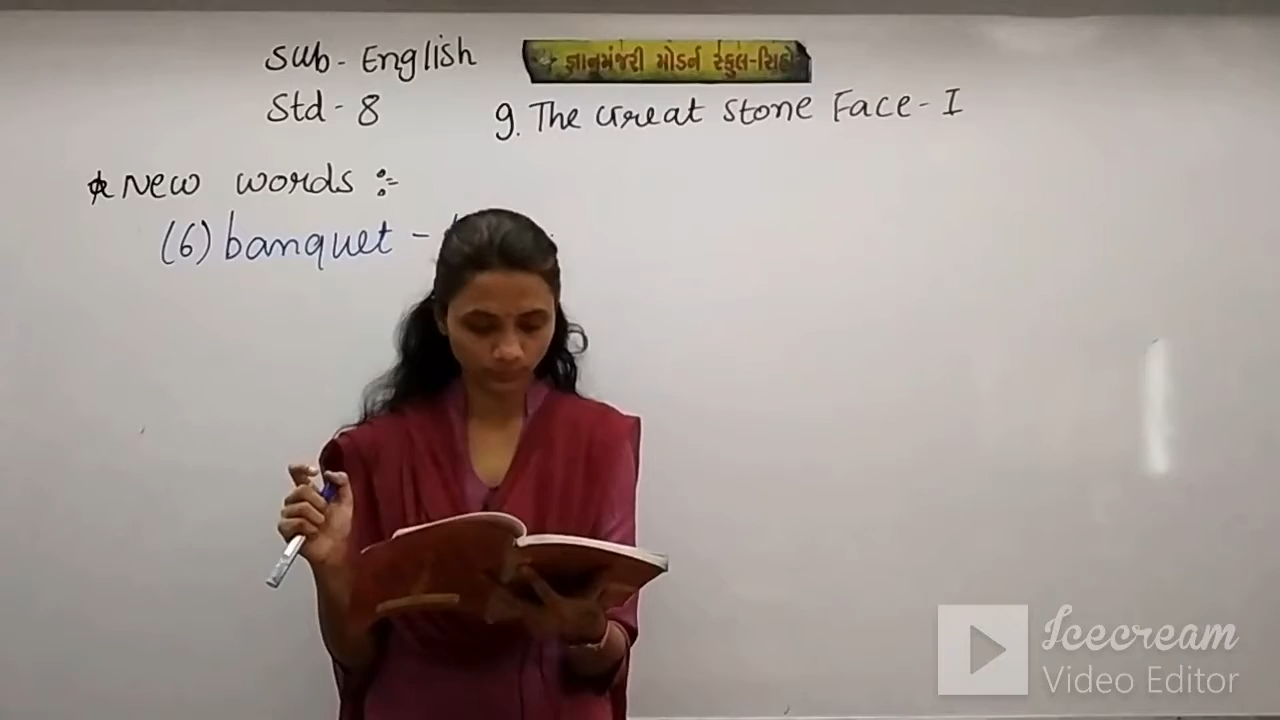 Sub - English
જ્ઞાનમંજરી મોડર્ન સ્કુલ-સિહો
Std - 8
9. The Great Stone Face - I
* New words :-
(6) banquet -
Icecream
Video Editor